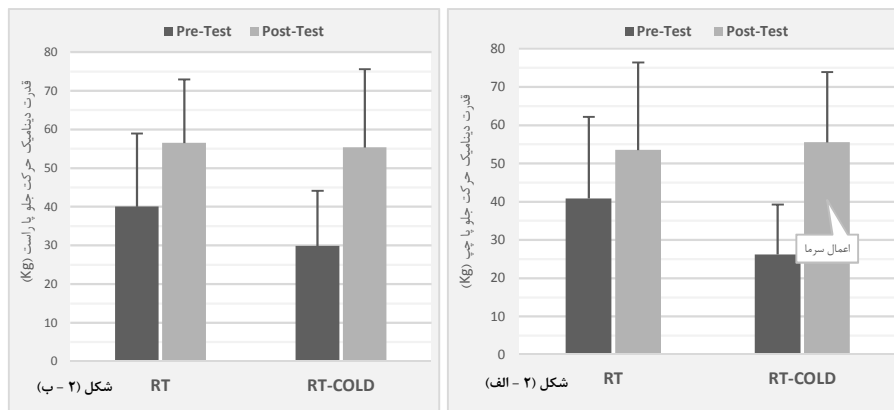 Pre-Test Post-Test
80
70
60
50
40
30
20
10
0
قدرت دینامیک حرکت جلو پا راست (Kg)
RT RT-COLD
شکل (۲ - ب)
Pre-Test Post-Test
80
70
60
50
40
30
20
10
0
قدرت دینامیک حرکت جلو پا چپ (Kg)
اعمال سرما
RT RT-COLD
شکل (۲ - الف)